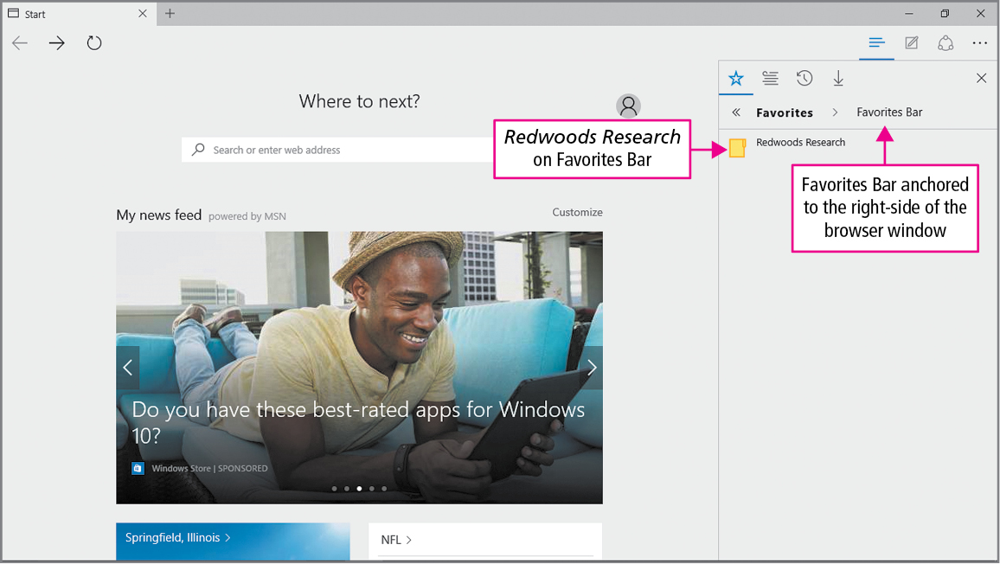 Start
Where to next?
Search or enter web address
Redwoods Research
on Favorites Bar
Favorites
Favorites Bar
Redwoods Research
Favorites Bar anchored
to the right-side of the
browser window
My news feed powered by MSN
Customize
Do you have these best-rated apps for Windows
10?
Windows Store | SPONSORED
Springfield, Illinois >
NFL >